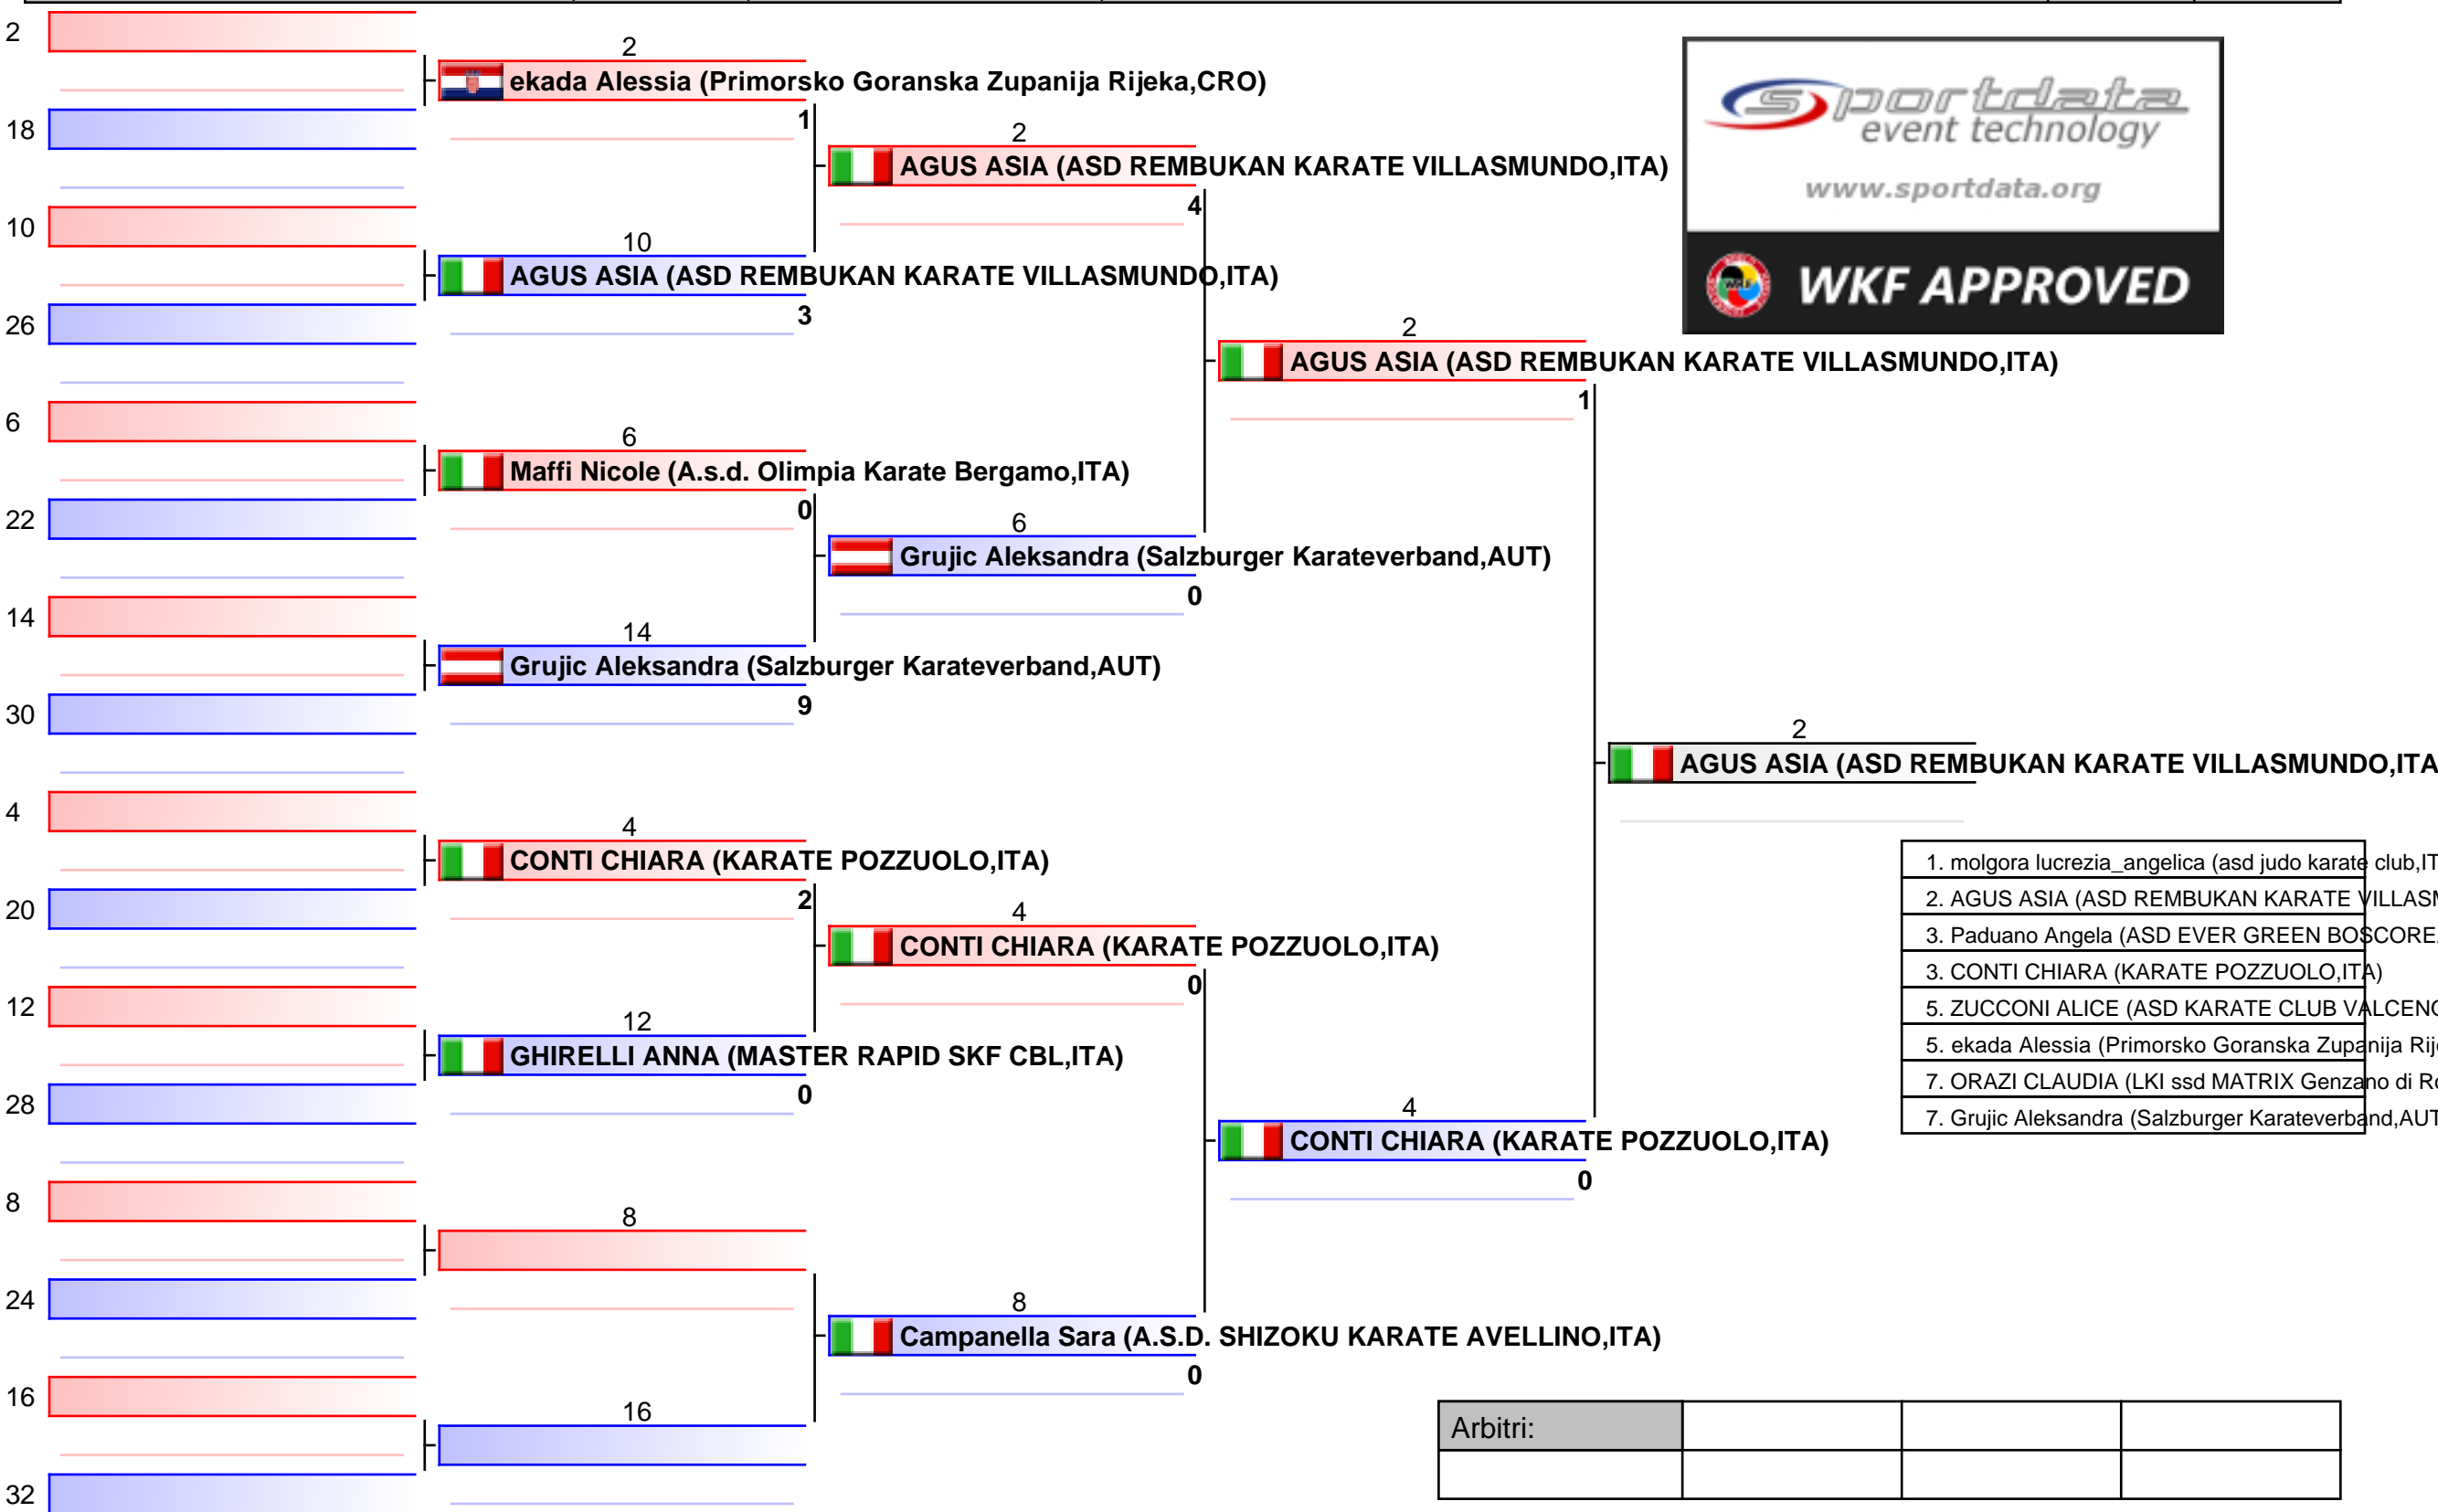 2
18
10
26
6
22
14
30
4
20
12
28
8
24
16
32
2
ekada Alessia (Primorsko Goranska Zupanija Rijeka,CRO)
1
10
AGUS ASIA (ASD REMBUKAN KARATE VILLASMUNDO,ITA)
3
6
Maffi Nicole (A.s.d. Olimpia Karate Bergamo,ITA)
0
14
Grujic Aleksandra (Salzburger Karateverband,AUT)
9
4
CONTI CHIARA (KARATE POZZUOLO,ITA)
2
12
GHIRELLI ANNA (MASTER RAPID SKF CBL,ITA)
0
8
16
2
AGUS ASIA (ASD REMBUKAN KARATE VILLASMUNDO,ITA)
4
6
Grujic Aleksandra (Salzburger Karateverband,AUT)
0
4
CONTI CHIARA (KARATE POZZUOLO,ITA)
0
8
Campanella Sara (A.S.D. SHIZOKU KARATE AVELLINO,ITA)
0
2
AGUS ASIA (ASD REMBUKAN KARATE VILLASMUNDO,ITA)
1
4
CONTI CHIARA (KARATE POZZUOLO,ITA)
0
2
AGUS ASIA (ASD REMBUKAN KARATE VILLASMUNDO,ITA
sportdata
event technology
www.sportdata.org
WKF APPROVED
1. molgora lucrezia_angelica (asd judo karate club,IT
2. AGUS ASIA (ASD REMBUKAN KARATE VILLASM
3. Paduano Angela (ASD EVER GREEN BOSCOREA
3. CONTI CHIARA (KARATE POZZUOLO,ITA)
5. ZUCCONI ALICE (ASD KARATE CLUB VALCENO
5. ekada Alessia (Primorsko Goranska Zupanija Rije
7. ORAZI CLAUDIA (LKI ssd MATRIX Genzano di Ro
7. Grujic Aleksandra (Salzburger Karateverband,AUT
Arbitri: